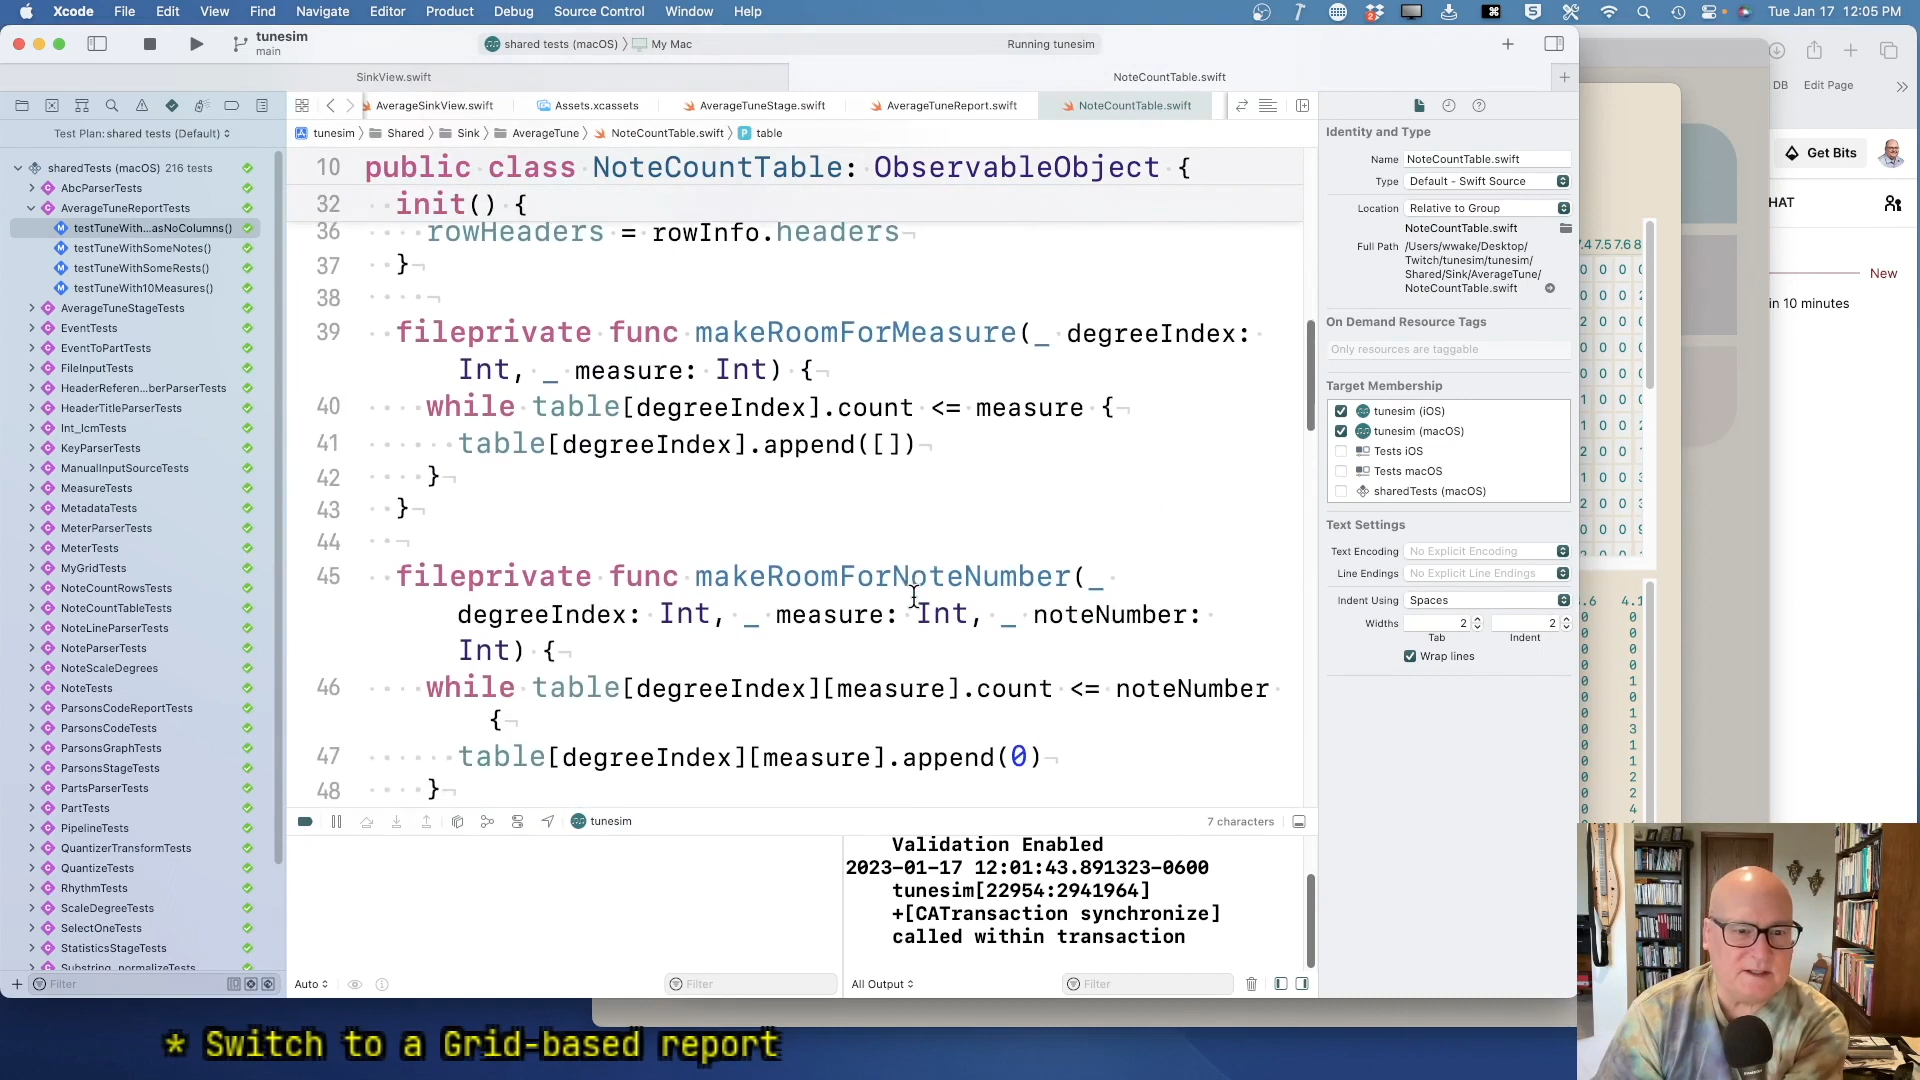 Xcode File Edit View Find Navigate Editor Product Debug Source Control Window Help
Tue Jan 17 12:05 PM
tunesim
main
shared tests (macOS) 〉 My Mac
Running tunesim
SinkView.swift
NoteCountTable.swift
AverageSinkView.swift
Assets.xcassets
AverageTuneStage.swift
AverageTuneReport.swift
NoteCountTable.swift
tunesim 〉 Shared 〉 Sink 〉 AverageTune 〉 NoteCountTable.swift 〉 P table
Test Plan:shared tests (Default)
sharedTests (macOS) 216 tests
AbcParserTests
AverageTuneReportTests
testTuneWith...asNoColumns()
testTuneWithSomeNotes()
testTuneWithSomeRests()
testTuneWith10Measures()
AverageTuneStageTests
EventTests
EventToPartTests
FileInputTests
HeaderReferen...berParserTests
HeaderTitleParserTests
Int_lcmTests
KeyParserTests
ManualInputSourceTests
MeasureTests
MetadataTests
MeterParserTests
MeterTests
MyGridTests
NoteCountRowsTests
NoteCountTableTests
NoteLineParserTests
NoteParserTests
NoteScaleDegrees
NoteTests
ParsonsCodeReportTests
ParsonsCodeTests
ParsonsGraphTests
ParsonsStageTests
PartsParserTests
PartTests
PipelineTests
QuantizerTransformTests
QuantizeTests
RhythmTests
ScaleDegreeTests
SelectOneTests
StatisticsStageTests
Substring_normalizeTests
Filter
10 public class NoteCountTable: ObservableObject {
32 init() {
36 rowHeaders = rowInfo.headers
37 }
38
39 fileprivate func makeRoomForMeasure(_ degreeIndex:
Int, _ measure: Int) {
40 while table[degreeIndex].count <= measure {
41 table[degreeIndex].append([])
42 }
43 }
44
45 fileprivate func makeRoomForNoteNumber(_
degreeIndex: Int, _ measure: Int, _ noteNumber:
Int) {
46 while table[degreeIndex][measure].count <= noteNumber
{
47 table[degreeIndex][measure].append(0)
48 }
tunesim
7 characters
Validation Enabled
2023-01-17 12:01:43.891323-0600
tunesim[22954:2941964]
+[CATransaction synchronize]
called within transaction
Auto
Filter
All Output
Filter
Identity and Type
Name NoteCountTable.swift
Type Default - Swift Source
Location Relative to Group
NoteCountTable.swift
Full Path /Users/wwake/Desktop/
Twitch/tunesim/tunesim/
Shared/Sink/AverageTune/
NoteCountTable.swift
On Demand Resource Tags
Only resources are taggable
Target Membership
tunesim (iOS)
tunesim (macOS)
Tests iOS
Tests macOS
sharedTests (macOS)
Text Settings
Text Encoding No Explicit Encoding
Line Endings No Explicit Line Endings
Indent Using Spaces
Widths 2 2
Tab Indent
Wrap lines
DB Edit Page
Get Bits
HAT
New
in 10 minutes
7.4 7.5 7.6 8
* Switch to a Grid-based report